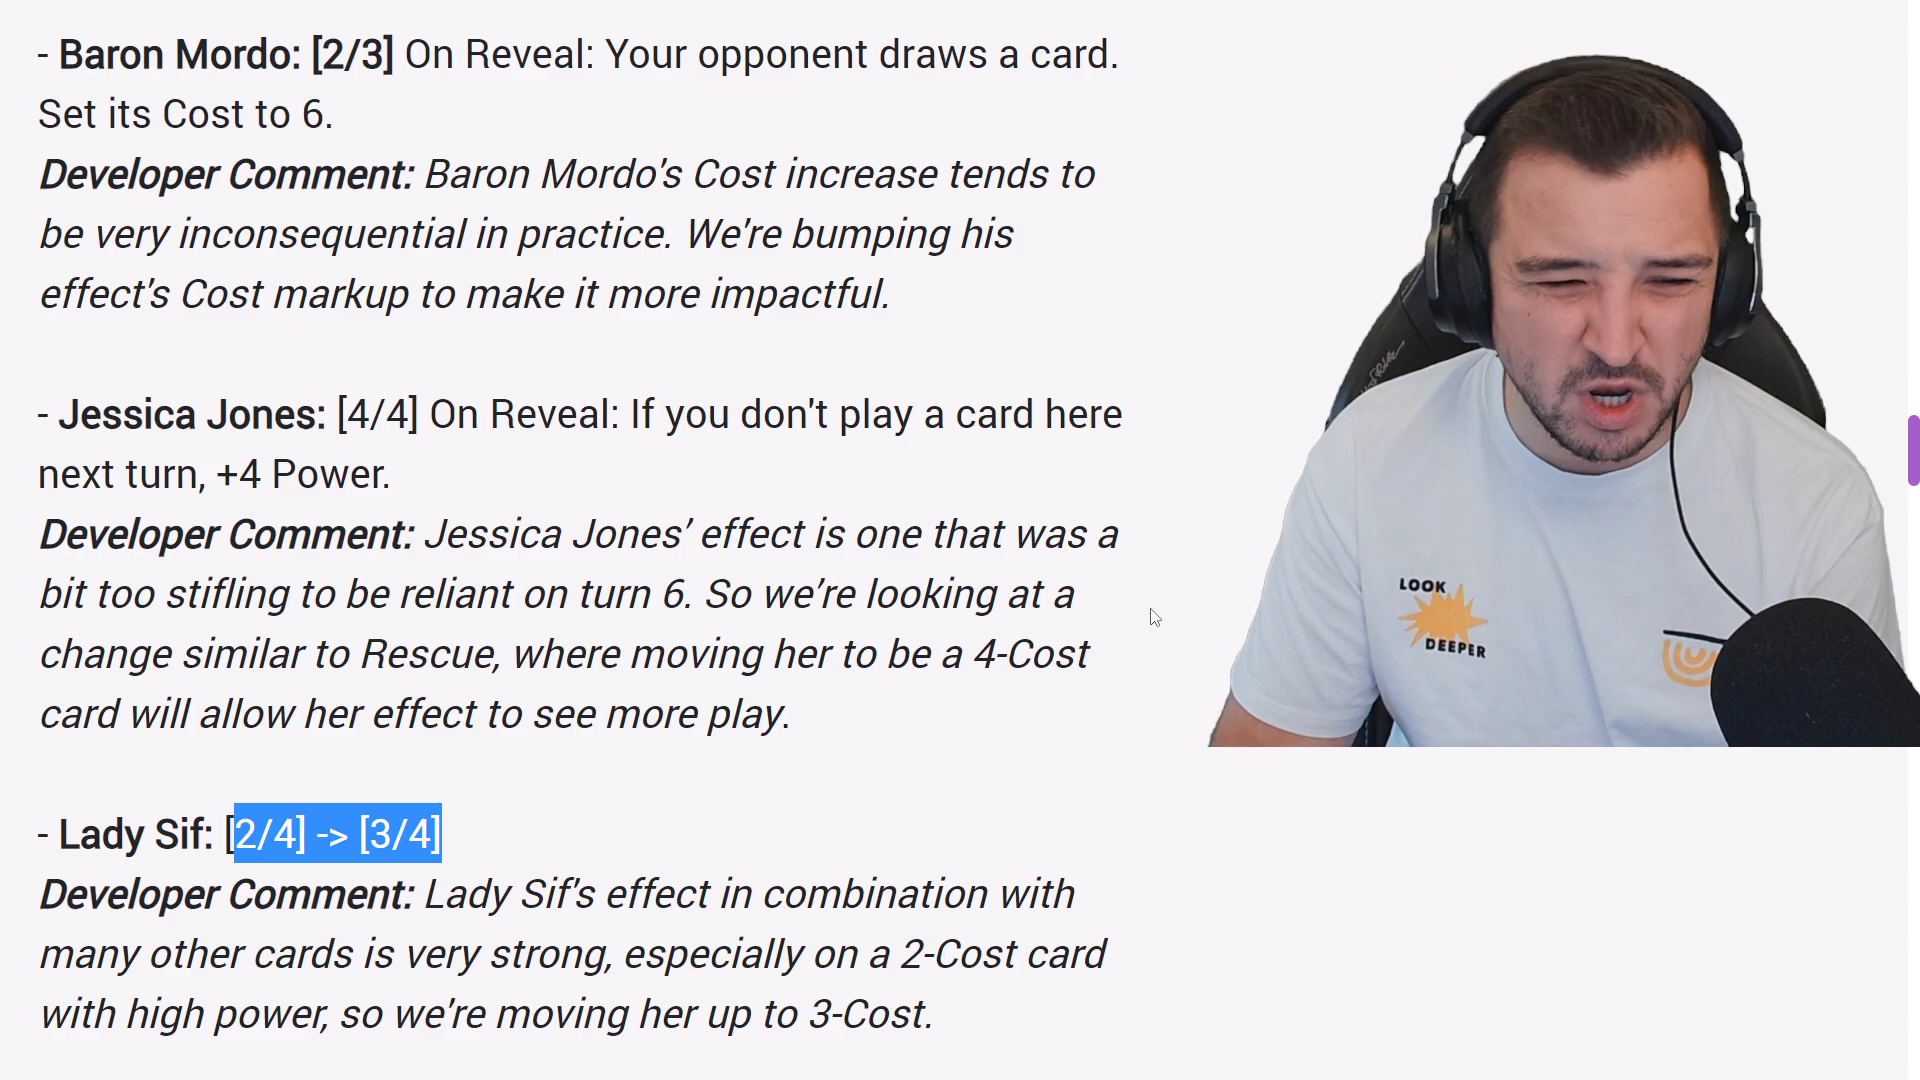 - Baron Mordo: [2/3] On Reveal: Your opponent draws a card.
Set its Cost to 6.
Developer Comment: Baron Mordo's Cost increase tends to
be very inconsequential in practice. We're bumping his
effect's Cost markup to make it more impactful.
- Jessica Jones: [4/4] On Reveal: If you don't play a card here
next turn, +4 Power.
Developer Comment: Jessica Jones’ effect is one that was a
bit too stifling to be reliant on turn 6. So we’re looking at a
change similar to Rescue, where moving her to be a 4-Cost
card will allow her effect to see more play.
- Lady Sif: [2/4] -> [3/4]
Developer Comment: Lady Sif's effect in combination with
many other cards is very strong, especially on a 2-Cost card
with high power, so we're moving her up to 3-Cost.
LOOK
DEEPER